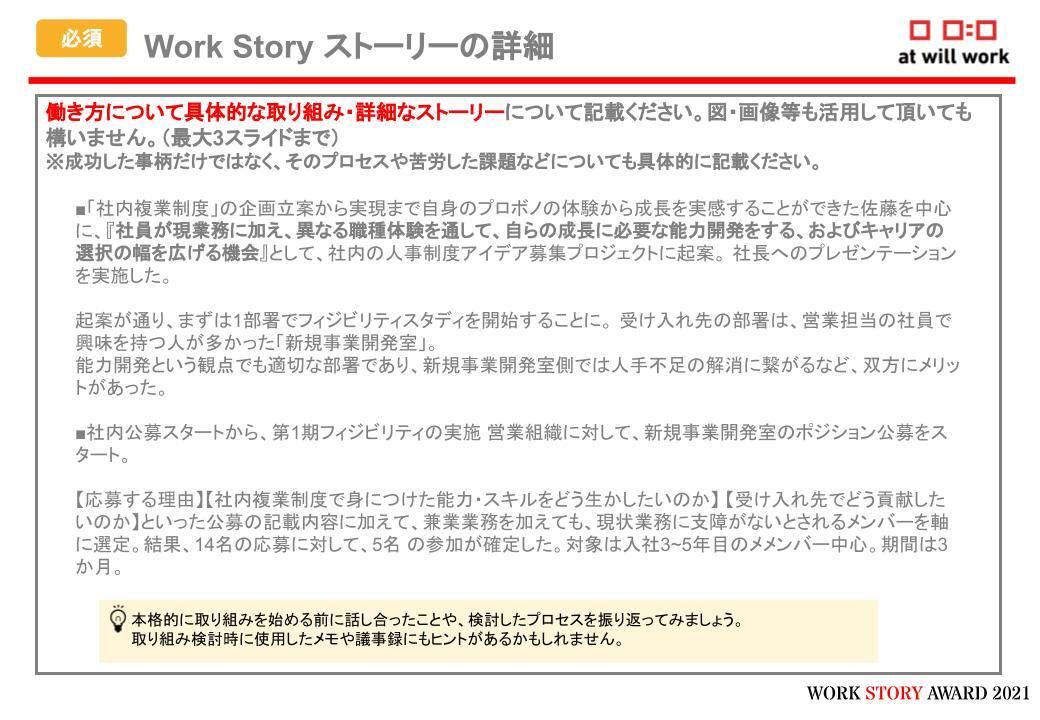 必須
Work Story ストーリーの詳細
at will work
働き方について具体的な取り組み・詳細なストーリーについて記載ください。図・画像等も活用して頂いても
構いません。（最大3スライドまで）
※成功した事柄だけではなく、そのプロセスや苦労した課題などについても具体的に記載ください。
■「社内複業制度」の企画立案から実現まで自身のプロボノの体験から成長を実感することができた佐藤を中心
に、『社員が現業務に加え、異なる職種体験を通して、自らの成長に必要な能力開発をする、およびキャリアの
選択の幅を広げる機会』として、社内の人事制度アイデア募集プロジェクトに起案。 社長へのプレゼンテーション
を実施した。
起案が通り、まずは1部署でフィジビリティスタディを開始することに。 受け入れ先の部署は、営業担当の社員で
興味を持つ人が多かった「新規事業開発室」。
能力開発という観点でも適切な部署であり、新規事業開発室側では人手不足の解消に繋がるなど、双方にメリッ
トがあった。
■社内公募スタートから、第1期フィジビリティの実施 営業組織に対して、新規事業開発室のポジション公募をス
タート。
【応募する理由】【社内複業制度で身につけた能力・スキルをどう生かしたいのか】 【受け入れ先でどう貢献した
いのか】といった公募の記載内容に加えて、兼業業務を加えても、現状業務に支障がないとされるメンバーを軸
に選定。結果、14名の応募に対して、5名 の参加が確定した。対象は入社3~5年目のメメンバー中心。期間は3
か月。
本格的に取り組みを始める前に話し合ったことや、検討したプロセスを振り返ってみましょう。
取り組み検討時に使用したメモや議事録にもヒントがあるかもしれません。
WORK STORY AWARD 2021